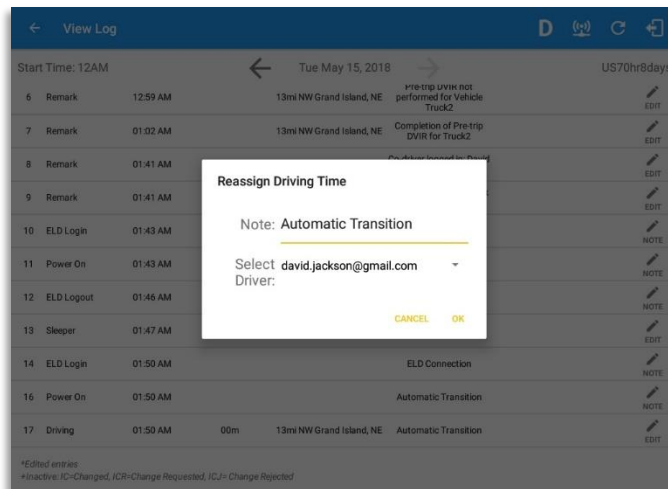 View Log
D
Start Time: 12AM
Tue May 15, 2018
US70hr8days
6 Remark 12:59 AM 13mi NW Grand Island, NE Pre-trip DVIR not performed for Vehicle Truck2 EDIT
7 Remark 01:02 AM 13mi NW Grand Island, NE Completion of Pre-trip DVIR for Truck2 EDIT
8 Remark 01:41 AM Co-driver logged in: David EDIT
9 Remark 01:41 AM EDIT
10 ELD Login 01:43 AM NOTE
11 Power On 01:43 AM NOTE
12 ELD Logout 01:46 AM NOTE
13 Sleeper 01:47 AM EDIT
14 ELD Login 01:50 AM ELD Connection NOTE
16 Power On 01:50 AM Automatic Transition NOTE
17 Driving 01:50 AM 00m 13mi NW Grand Island, NE Automatic Transition EDIT
*Edited entries
#Inactive: IC=Changed, ICR=Change Requested, ICJ= Change Rejected
Reassign Driving Time
Note: Automatic Transition
Select Driver: david.jackson@gmail.com
CANCEL OK